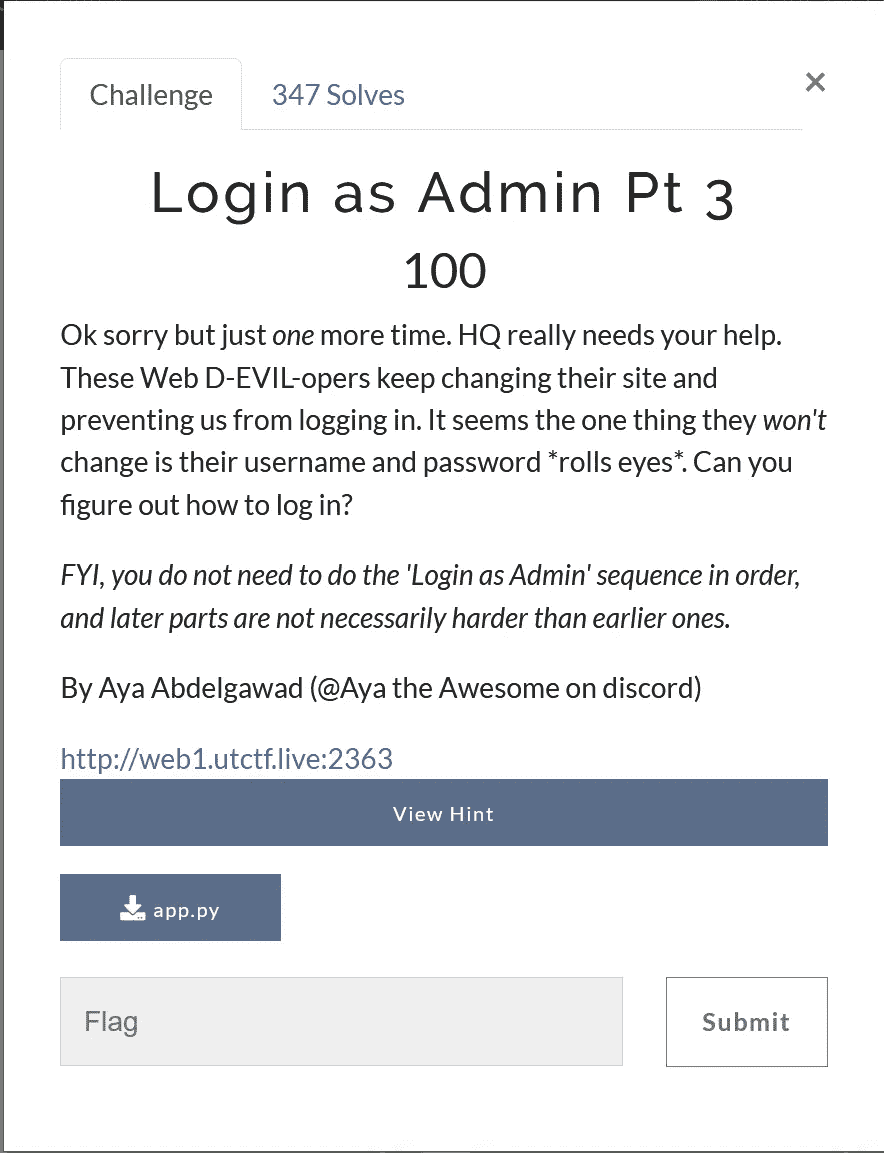 Challenge
347 Solves
×
Login as Admin Pt 3
100
Ok sorry but just one more time. HQ really needs your help.
These Web D-EVIL-opers keep changing their site and
preventing us from logging in. It seems the one thing they won't
change is their username and password *rolls eyes*. Can you
figure out how to log in?
FYI, you do not need to do the 'Login as Admin' sequence in order,
and later parts are not necessarily harder than earlier ones.
By Aya Abdelgawad (@Aya the Awesome on discord)
http://web1.utctf.live:2363
View Hint
app.py
Flag
Submit